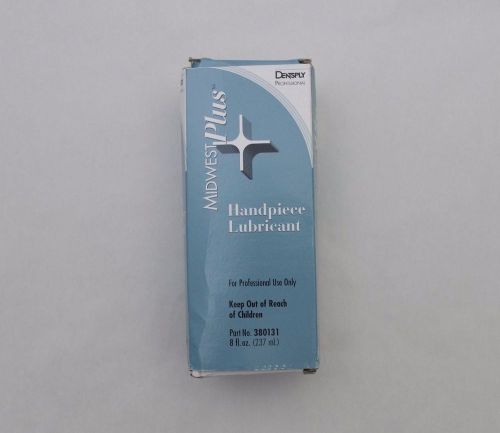 DENTSPLY
PROFESSIONAL
MIDWEST Plus™
Handpiece
Lubricant
For Professional Use Only
Keep Out of Reach
of Children
Part No. 380131
8 fl.oz. (237 mL)